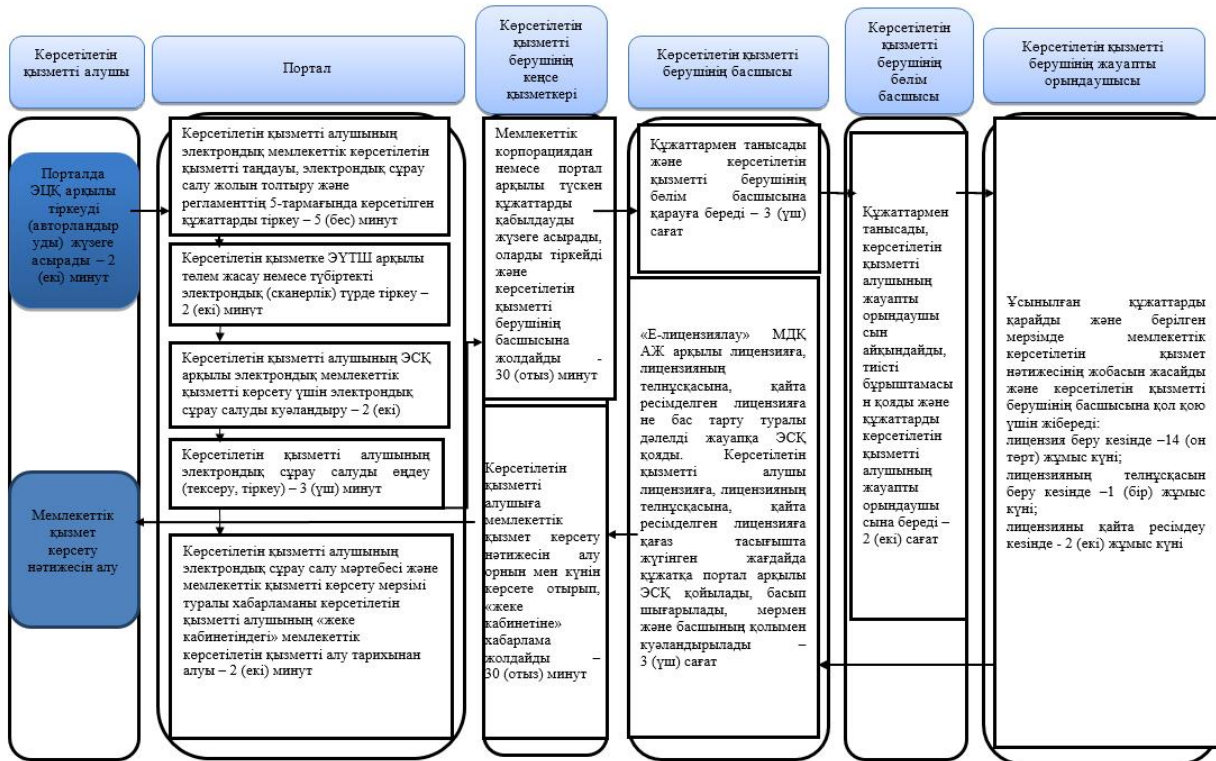 Көрсетілетін
қызметті алушы
Портал
Көрсетілетін
қызметті
берушінің
кеңсе
қызметкері
Көрсетілетін қызметті
берушінің басшысы
Көрсетілетін
қызметті
берушінің
бөлім
басшысы
Көрсетілетін қызметті
берушінің жауапты
орындаушысы
Порталда
ЭЦҚ арқылы
тіркеуді
(авторландыр
уды) жүзеге
асырады – 2
(екі) минут
Мемлекеттік
қызмет
көрсету
нәтижесін алу
Көрсетілетін қызметті алушының
электрондық мемлекеттік көрсетілетін
қызметті таңдауы, электрондық сұрау
салу жолын толтыру және
регламенттің 5-тармағында көрсетілген
құжаттарды тіркеу – 5 (бес) минут
Көрсетілетін қызметке ЭҮТШ арқылы
төлем жасау немесе түбіртекті
электрондық (сканерлік) түрде тіркеу –
2 (екі) минут
Көрсетілетін қызметті алушының ЭСҚ
арқылы электрондық мемлекеттік
қызметті көрсету үшін электрондық
сұрау салуды куәландыру – 2 (екі)
Көрсетілетін қызметті алушының
электрондық сұрау салуды өңдеу
(тексеру, тіркеу) – 3 (үш) минут
Көрсетілетін қызметті алушының
электрондық сұрау салу мәртебесі және
мемлекеттік қызметті көрсету мерзімі
туралы хабарламаны көрсетілетін
қызметті алушының «жеке
кабинетіндегі» мемлекеттік
көрсетілетін қызметті алу тарихынан
алуы – 2 (екі) минут
Мемлекеттік
корпорациядан
немесе портал
арқылы түскен
құжаттарды
қабылдауды
жүзеге асырады,
оларды тіркейді
және
көрсетілетін
қызметті
берушінің
басшысына
жолдайды -
30 (отыз) минут
Көрсетілетін
қызметті
алушыға
мемлекеттік
қызмет көрсету
нәтижесін алу
орнын мен күнін
көрсете отырып,
«жеке
кабинетіне»
хабарлама
жолдайды –
30 (отыз) минут
Құжаттармен танысады
және көрсетілетін
қызметті берушінің
бөлім басшысына
қарауға береді – 3 (үш)
сағат
«Е-лицензиялау» МДҚ
АЖ арқылы лицензияға,
лицензияның
телнұсқасына, қайта
ресімделген лицензияға
не бас тарту туралы
дәлелді жауапқа ЭСҚ
қояды. Көрсетілетін
қызметті алушы
лицензияға, лицензияның
телнұсқасына, қайта
ресімделген лицензияға
қағаз тасығышта
жүгінген жағдайда
құжатқа портал арқылы
ЭСҚ қойылады, басып
шығарылады, мөрмен
және басшының қолымен
куәландырылады –
3 (үш) сағат
Құжаттармен
танысады,
көрсетілетін
қызметті
алушының
жауапты
орындаушы
сын
айқындайды,
тиісті
бұрыштамасы
н қояды және
құжаттарды
көрсетілетін
қызметті
алушының
жауапты
орындаушы
сына береді –
2 (екі) сағат
Ұсынылған құжаттарды
қарайды және берілген
мерзімде мемлекеттік
көрсетілетін қызмет
нәтижесінің жобасын жасайды
және көрсетілетін қызметті
берушінің басшысына қол қою
үшін жібереді:
лицензия беру кезінде –14 (он
төрт) жұмыс күні;
лицензияның телнұсқасын
беру кезінде –1 (бір) жұмыс
күні;
лицензияны қайта ресімдеу
кезінде - 2 (екі) жұмыс күні